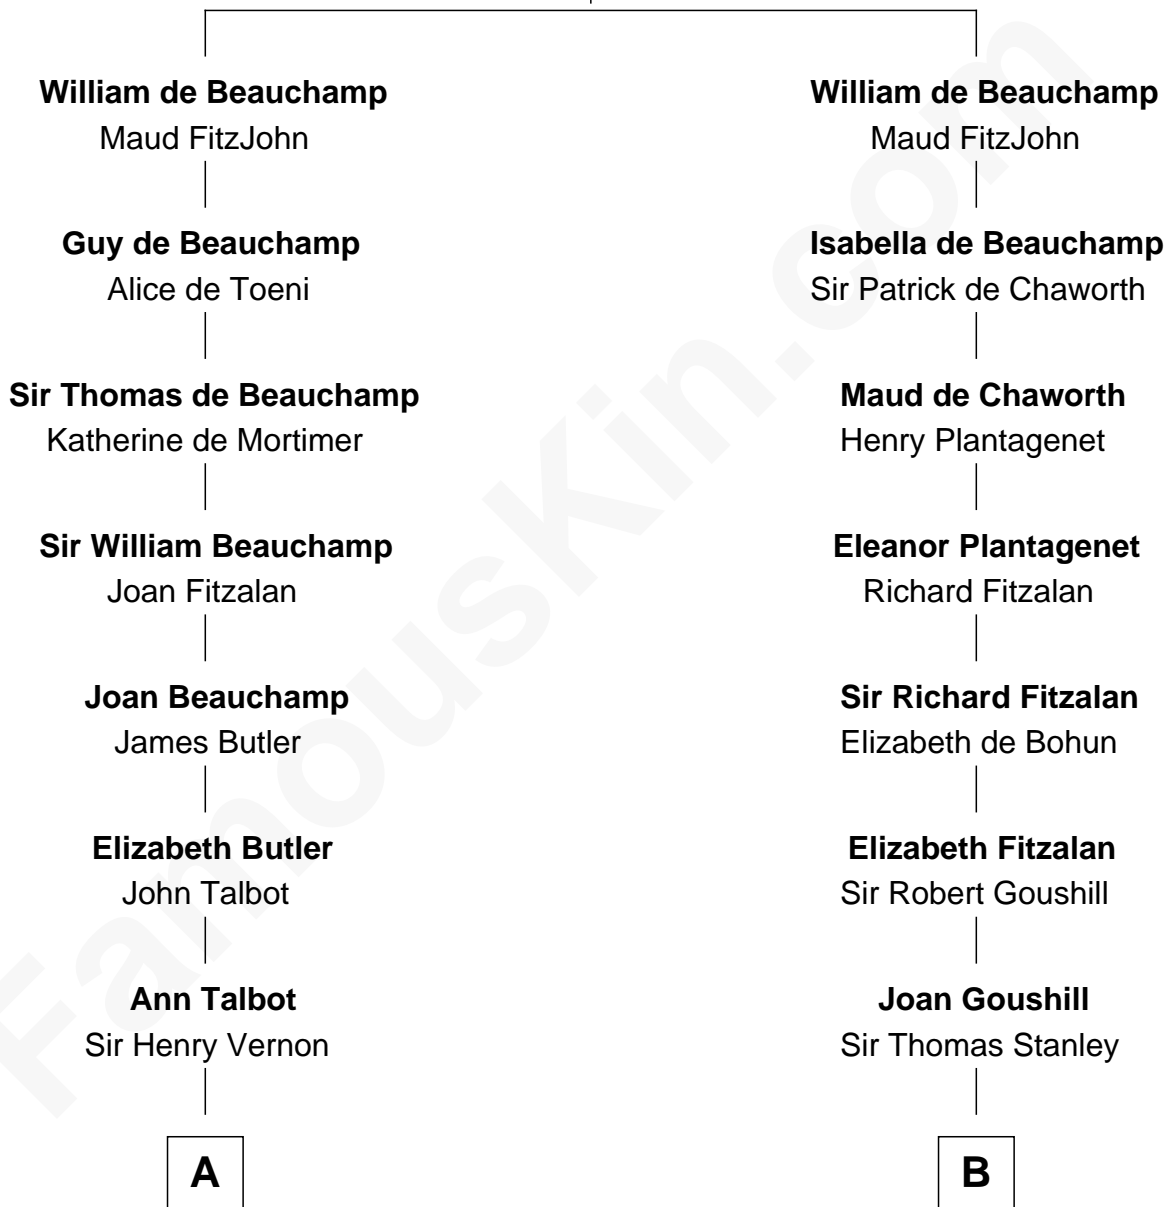 William de Beauchamp
Maud FitzJohn
Guy de Beauchamp
Alice de Toeni
Sir Thomas de Beauchamp
Katherine de Mortimer
Sir William Beauchamp
Joan Fitzalan
Joan Beauchamp
James Butler
Elizabeth Butler
John Talbot
Ann Talbot
Sir Henry Vernon
A
William de Beauchamp
Maud FitzJohn
Isabella de Beauchamp
Sir Patrick de Chaworth
Maud de Chaworth
Henry Plantagenet
Eleanor Plantagenet
Richard Fitzalan
Sir Richard Fitzalan
Elizabeth de Bohun
Elizabeth Fitzalan
Sir Robert Goushill
Joan Goushill
Sir Thomas Stanley
B
FamousKin.com